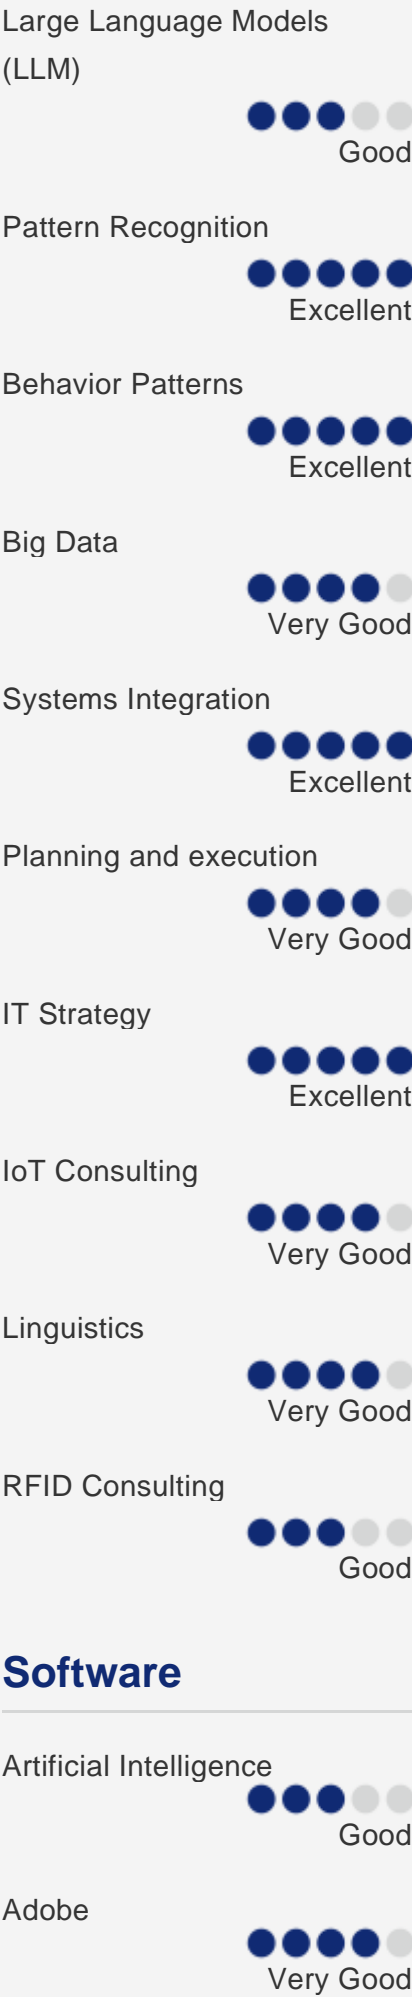 Large Language Models
(LLM)
Good
Pattern Recognition
Excellent
Behavior Patterns
Excellent
Big Data
Very Good
Systems Integration
Excellent
Planning and execution
Very Good
IT Strategy
Excellent
IoT Consulting
Very Good
Linguistics
Very Good
RFID Consulting
Good
Software
Artificial Intelligence
Good
Adobe
Very Good